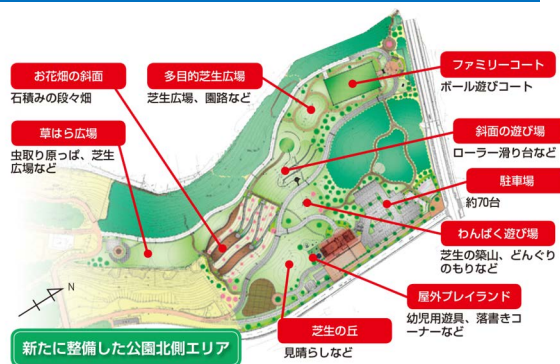 お花畑の斜面
石積みの段々畑
多目的芝生広場
芝生広場、園路など
ファミリーコート
ボール遊びコート
草はら広場
虫取り原っぱ、芝生
広場など
斜面の遊び場
ローラー滑り台など
駐車場
約70台
わんぱく遊び場
芝生の築山、どんぐり
のもりなど
屋外プレイランド
幼児用遊具、落書きコ
ーナーなど
芝生の丘
見晴らしなど
N
新たに整備した公園北側エリア